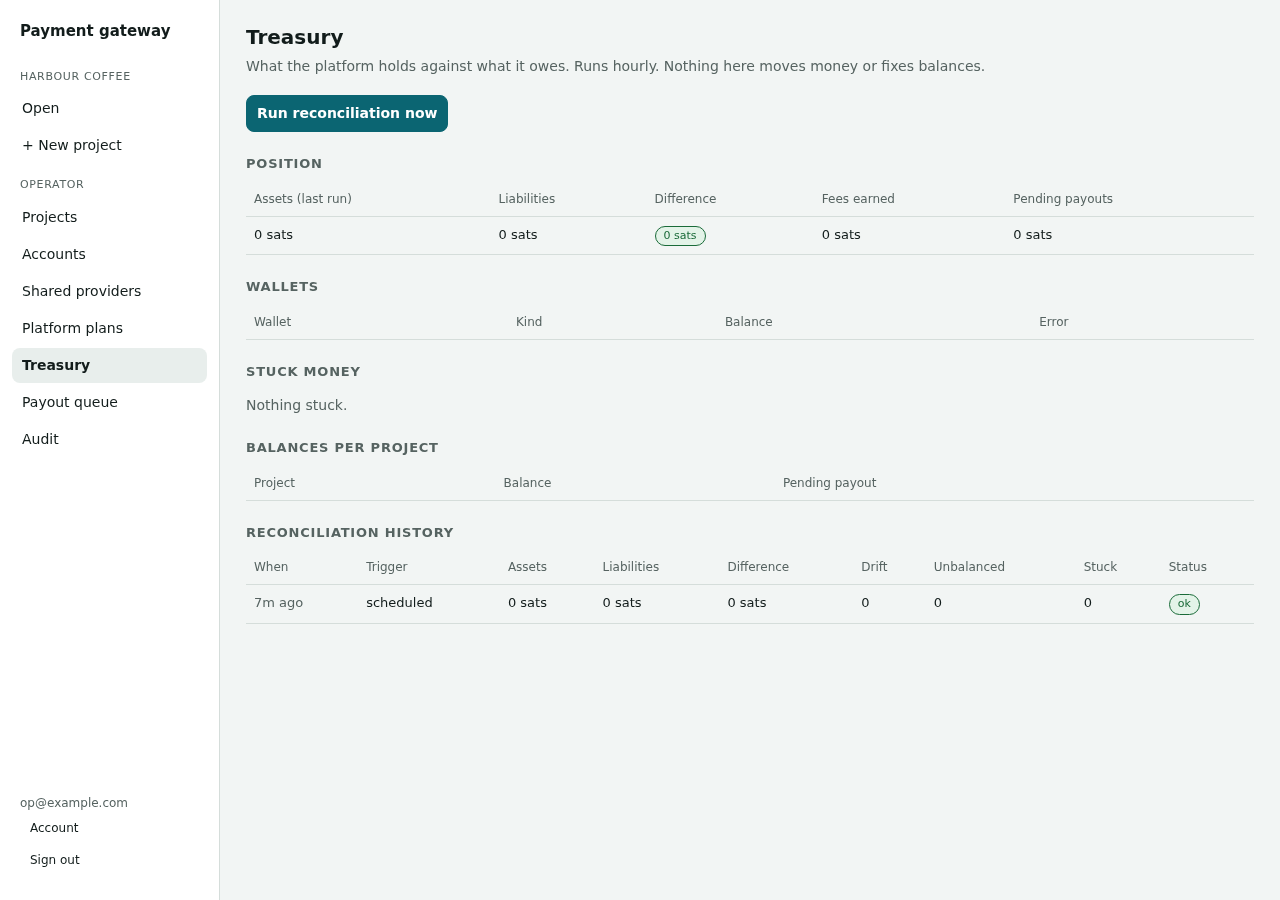 Payment gateway
HARBOUR COFFEE
Open
+ New project
OPERATOR
Projects
Accounts
Shared providers
Platform plans
Treasury
Payout queue
Audit
op@example.com
Account
Sign out
Treasury
What the platform holds against what it owes. Runs hourly. Nothing here moves money or fixes balances.
Run reconciliation now
POSITION
Assets (last run) Liabilities Difference Fees earned Pending payouts
0 sats 0 sats 0 sats 0 sats 0 sats
WALLETS
Wallet Kind Balance Error
STUCK MONEY
Nothing stuck.
BALANCES PER PROJECT
Project Balance Pending payout
RECONCILIATION HISTORY
When Trigger Assets Liabilities Difference Drift Unbalanced Stuck Status
7m ago scheduled 0 sats 0 sats 0 sats 0 0 0 ok